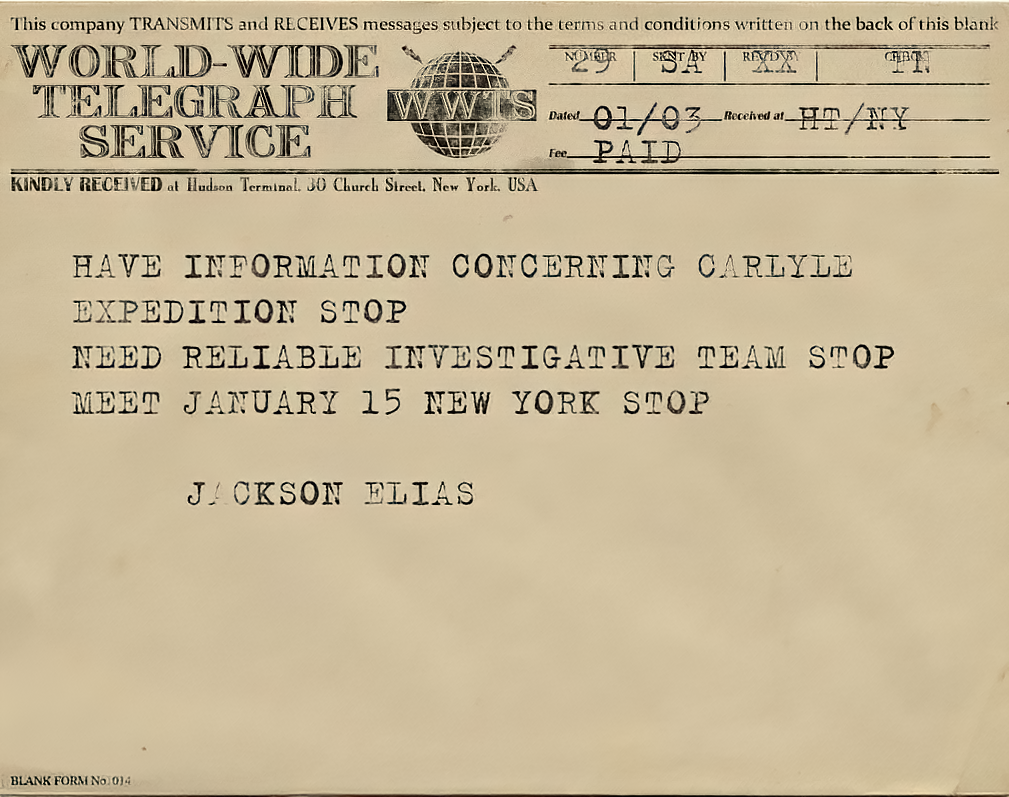 This company TRANSMITS and RECEIVES messages subject to the terms and conditions written on the back of this blank
WORLD-WIDE
TELEGRAPH
SERVICE
WWTS
NUMBER 29 | SENT BY SA | REC'D BY XX | CHECK
Dated 01/03 Received at HT/NY
Fee PAID
KINDLY RECEIVED at Hudson Terminal, 30 Church Street, New York, USA
HAVE INFORMATION CONCERNING CARLYLE
EXPEDITION STOP
NEED RELIABLE INVESTIGATIVE TEAM STOP
MEET JANUARY 15 NEW YORK STOP
JACKSON ELIAS
BLANK FORM No. 014